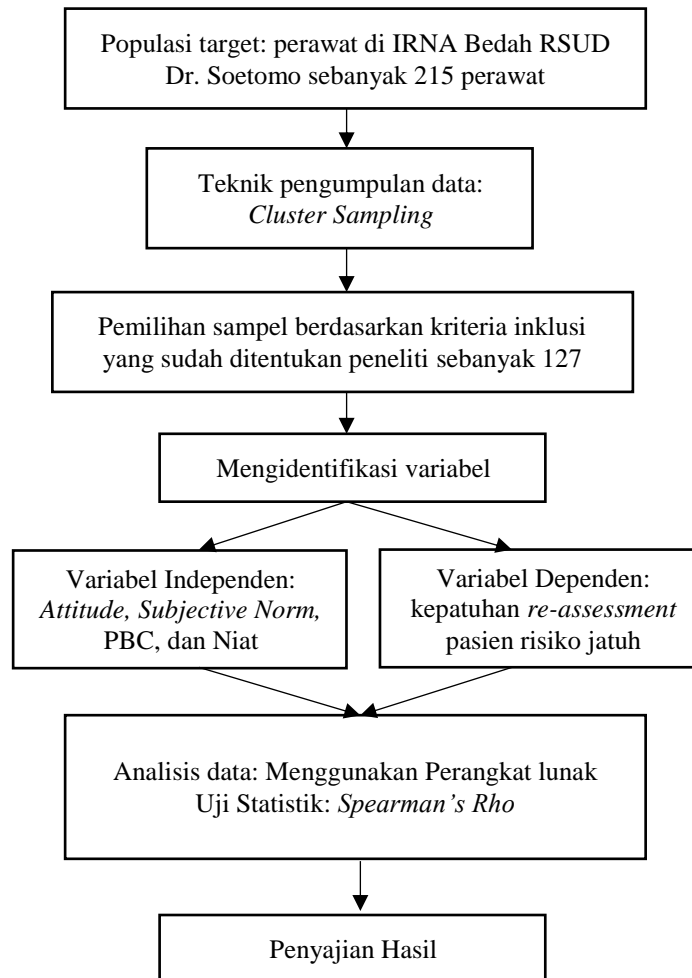 Populasi target: perawat di IRNA Bedah RSUD
Dr. Soetomo sebanyak 215 perawat
Teknik pengumpulan data:
Cluster Sampling
Pemilihan sampel berdasarkan kriteria inklusi
yang sudah ditentukan peneliti sebanyak 127
Mengidentifikasi variabel
Variabel Independen:
Attitude, Subjective Norm,
PBC, dan Niat
Variabel Dependen:
kepatuhan re-assessment
pasien risiko jatuh
Analisis data: Menggunakan Perangkat lunak
Uji Statistik: Spearman’s Rho
Penyajian Hasil